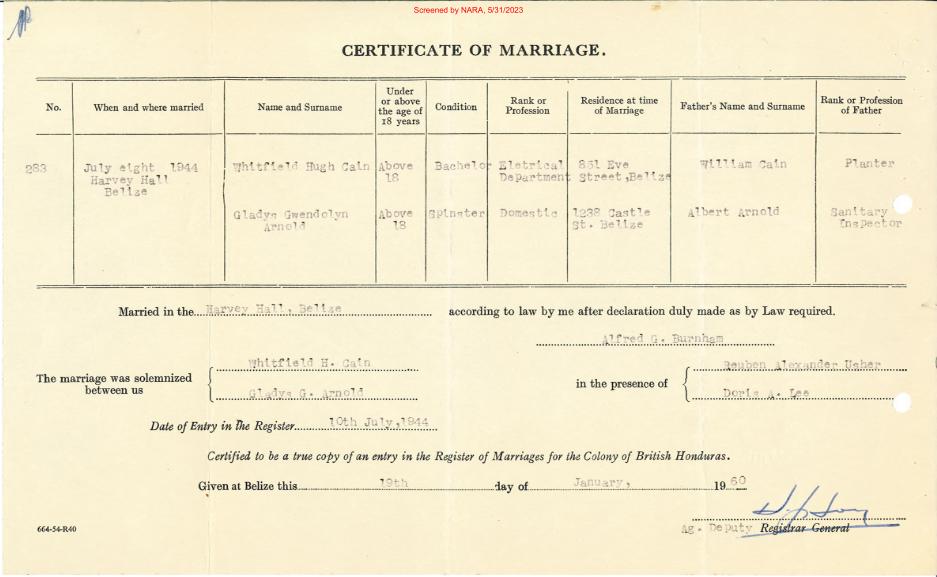 Screened by NARA, 5/31/2023
CERTIFICATE OF MARRIAGE.
No. When and where married Name and Surname Under or above the age of 18 years Condition Rank or Profession Residence at time of Marriage Father's Name and Surname Rank or Profession of Father
283 July eight 1944 Whitfield Hugh Cain Above Bachelor Eletrical 851 Eve William Cain Planter
Harvey Hall 18 Department Street,Belize
Belize
Gladys Gwendolyn Above Spinster Domestic 1238 Castle Albert Arnold Sanitary
Arnold 18 St. Belize Inspector
Married in the Harvey Hall, Belize according to law by me after declaration duly made as by Law required.
Alfred G. Burnham
Whitfield H. Cain Reuben Alexander Usher
The marriage was solemnized between us in the presence of
Gladys G. Arnold Doris A. Lee
Date of Entry in the Register 10th July,1944
Certified to be a true copy of an entry in the Register of Marriages for the Colony of British Honduras.
Given at Belize this 19th day of January, 1960
Ag. Deputy Registrar General
664-54-R40